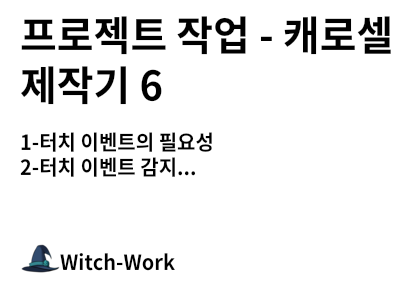 프로젝트 작업 - 캐로셀
제작기 6
1-터치 이벤트의 필요성
2-터치 이벤트 감지...
Witch-Work